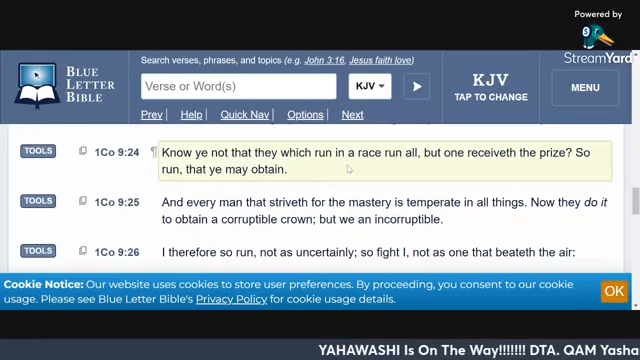 Powered by
S
StreamYard
BLUE
LETTER
BIBLE
Search verses, phrases, and topics (e.g. John 3:16, Jesus faith love)
Verse or Word(s)
KJV
KJV
TAP TO CHANGE
MENU
Prev Help Quick Nav Options Next
TOOLS 1Co 9:24 ¶ Know ye not that they which run in a race run all, but one receiveth the prize? So
run, that ye may obtain.
TOOLS 1Co 9:25 And every man that striveth for the mastery is temperate in all things. Now they do it
to obtain a corruptible crown; but we an incorruptible.
TOOLS 1Co 9:26 I therefore so run, not as uncertainly; so fight I, not as one that beateth the air:
Cookie Notice: Our website uses cookies to store user preferences. By proceeding, you consent to our cookie
usage. Please see Blue Letter Bible's Privacy Policy for cookie usage details.
OK
YAHAWASHI Is On The Way!!!!!!! DTA. QAM Yasha